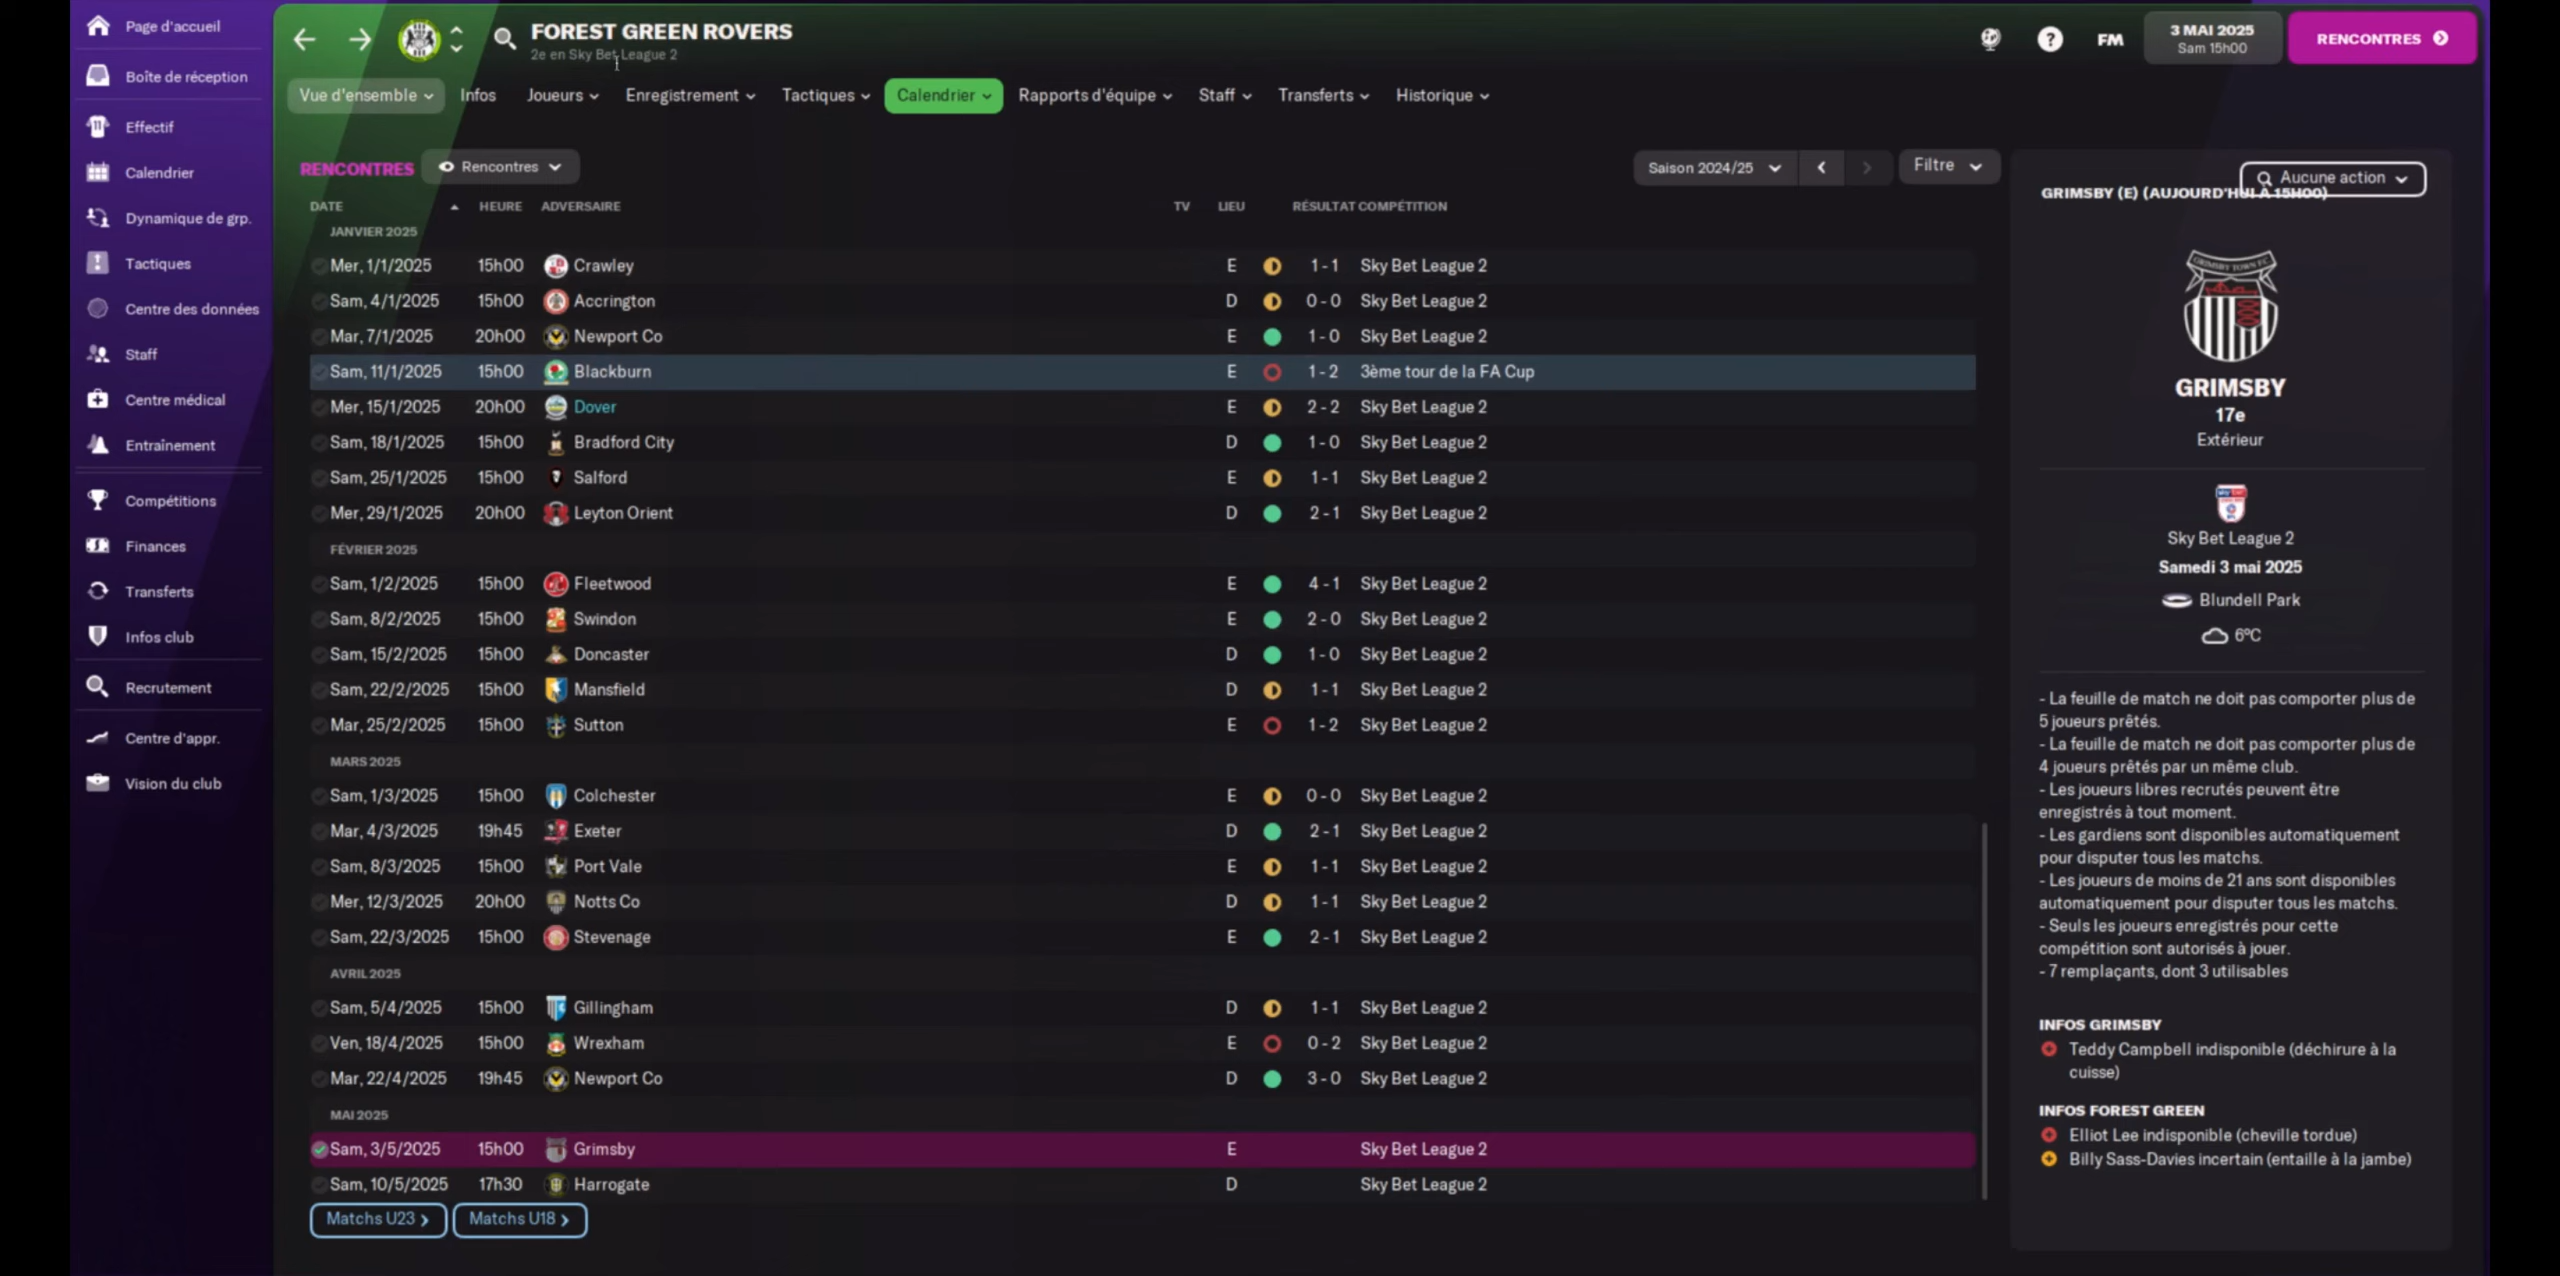 Page d'accueil
Boîte de réception
Effectif
Calendrier
Dynamique de grp.
Tactiques
Centre des données
Staff
Centre médical
Entraînement
Compétitions
Finances
Transferts
Infos club
Recrutement
Centre d'appr.
Vision du club
FOREST GREEN ROVERS
2e en Sky Bet League 2
FM
3 MAI 2025
Sam 15h00
RENCONTRES
Vue d'ensemble Infos Joueurs Enregistrement Tactiques Calendrier Rapports d'équipe Staff Transferts Historique
RENCONTRES Rencontres Saison 2024/25 Filtre
DATE HEURE ADVERSAIRE TV LIEU RÉSULTAT COMPÉTITION
JANVIER 2025
Mer, 1/1/2025 15h00 Crawley E 1 - 1 Sky Bet League 2
Sam, 4/1/2025 15h00 Accrington D 0 - 0 Sky Bet League 2
Mar, 7/1/2025 20h00 Newport Co E 1 - 0 Sky Bet League 2
Sam, 11/1/2025 15h00 Blackburn E 1 - 2 3ème tour de la FA Cup
Mer, 15/1/2025 20h00 Dover E 2 - 2 Sky Bet League 2
Sam, 18/1/2025 15h00 Bradford City D 1 - 0 Sky Bet League 2
Sam, 25/1/2025 15h00 Salford E 1 - 1 Sky Bet League 2
Mer, 29/1/2025 20h00 Leyton Orient D 2 - 1 Sky Bet League 2
FÉVRIER 2025
Sam, 1/2/2025 15h00 Fleetwood E 4 - 1 Sky Bet League 2
Sam, 8/2/2025 15h00 Swindon E 2 - 0 Sky Bet League 2
Sam, 15/2/2025 15h00 Doncaster D 1 - 0 Sky Bet League 2
Sam, 22/2/2025 15h00 Mansfield D 1 - 1 Sky Bet League 2
Mar, 25/2/2025 15h00 Sutton E 1 - 2 Sky Bet League 2
MARS 2025
Sam, 1/3/2025 15h00 Colchester E 0 - 0 Sky Bet League 2
Mar, 4/3/2025 19h45 Exeter D 2 - 1 Sky Bet League 2
Sam, 8/3/2025 15h00 Port Vale E 1 - 1 Sky Bet League 2
Mer, 12/3/2025 20h00 Notts Co D 1 - 1 Sky Bet League 2
Sam, 22/3/2025 15h00 Stevenage E 2 - 1 Sky Bet League 2
AVRIL 2025
Sam, 5/4/2025 15h00 Gillingham D 1 - 1 Sky Bet League 2
Ven, 18/4/2025 15h00 Wrexham E 0 - 2 Sky Bet League 2
Mar, 22/4/2025 19h45 Newport Co D 3 - 0 Sky Bet League 2
MAI 2025
Sam, 3/5/2025 15h00 Grimsby E Sky Bet League 2
Sam, 10/5/2025 17h30 Harrogate D Sky Bet League 2
Matchs U23 Matchs U18
Aucune action
GRIMSBY (E) (AUJOURD'HUI À 15H00)
GRIMSBY TOWN FC
GRIMSBY
17e
Extérieur
Sky Bet League 2
Samedi 3 mai 2025
Blundell Park
6°C
- La feuille de match ne doit pas comporter plus de
5 joueurs prêtés.
- La feuille de match ne doit pas comporter plus de
4 joueurs prêtés par un même club.
- Les joueurs libres recrutés peuvent être
enregistrés à tout moment.
- Les gardiens sont disponibles automatiquement
pour disputer tous les matchs.
- Les joueurs de moins de 21 ans sont disponibles
automatiquement pour disputer tous les matchs.
- Seuls les joueurs enregistrés pour cette
compétition sont autorisés à jouer.
- 7 remplaçants, dont 3 utilisables
INFOS GRIMSBY
Teddy Campbell indisponible (déchirure à la
cuisse)
INFOS FOREST GREEN
Elliot Lee indisponible (cheville tordue)
Billy Sass-Davies incertain (entaille à la jambe)